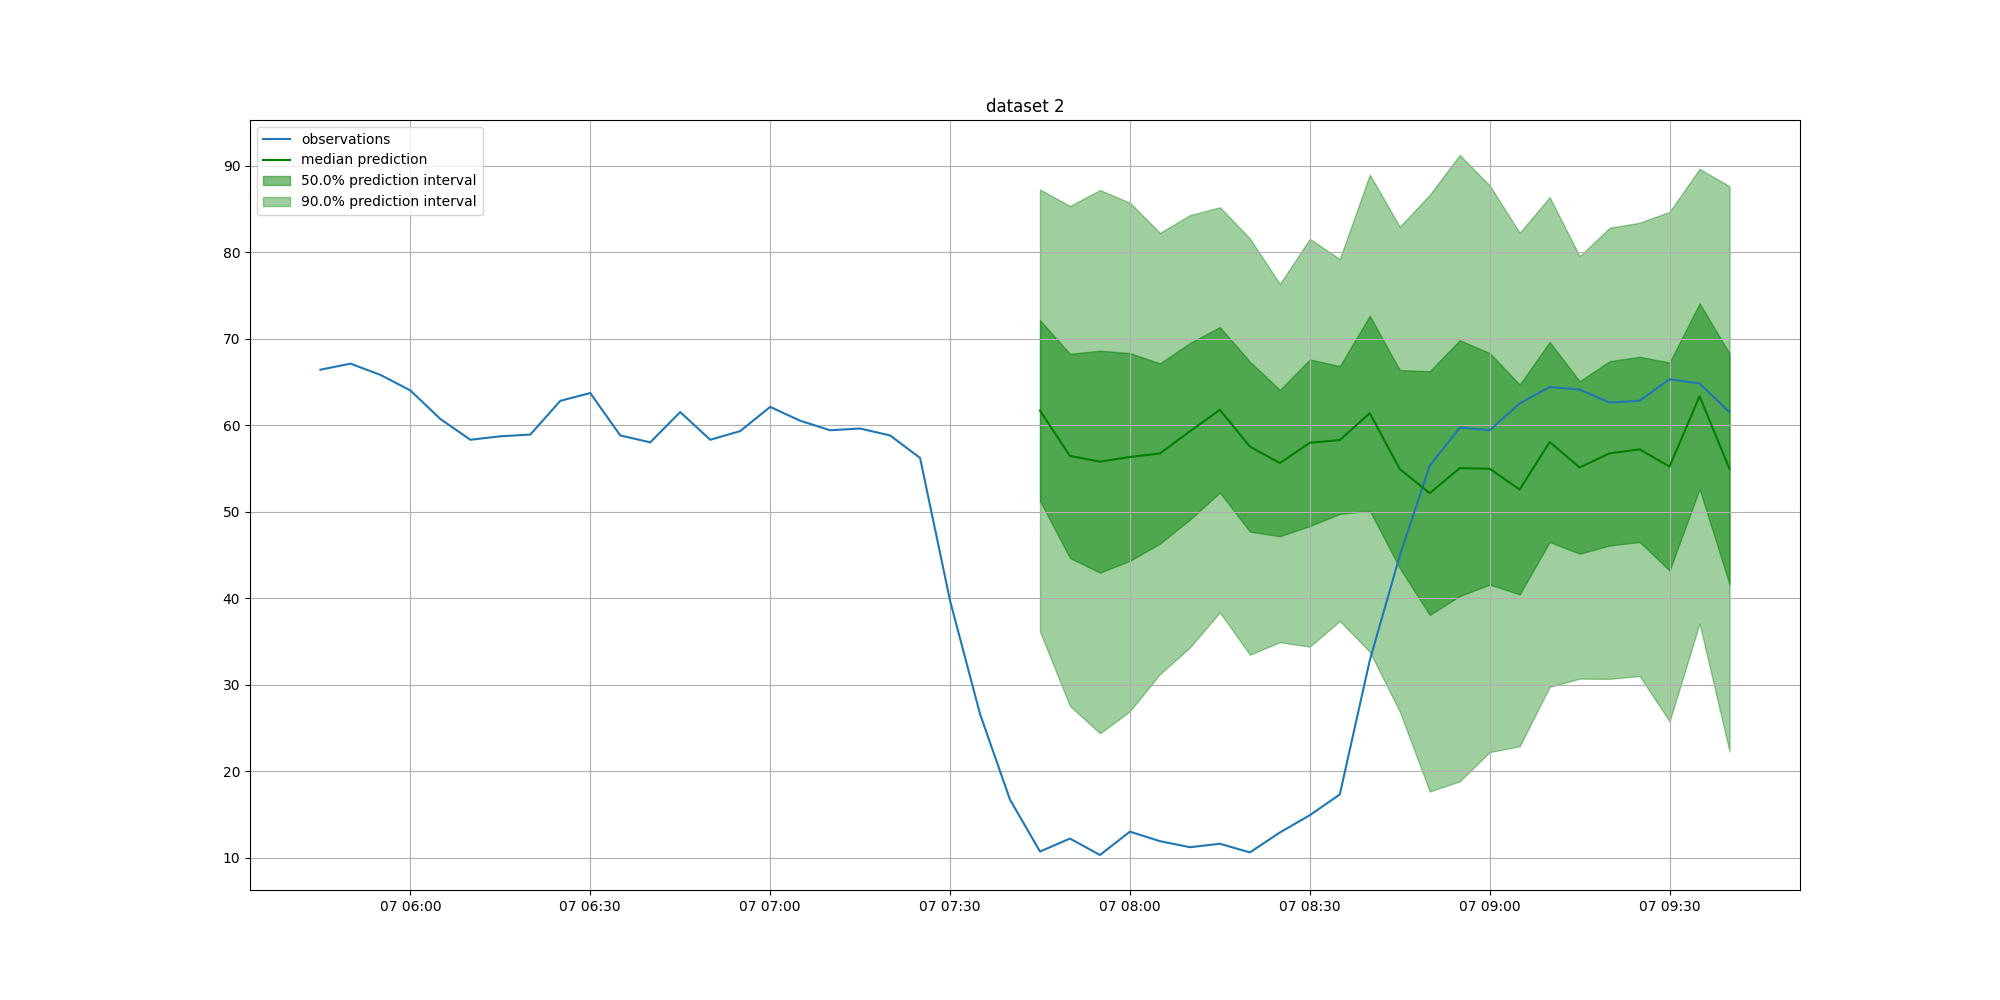 dataset 2
observations
median prediction
50.0% prediction interval
90.0% prediction interval
90
80
70
60
50
40
30
20
10
07 06:00 07 06:30 07 07:00 07 07:30 07 08:00 07 08:30 07 09:00 07 09:30